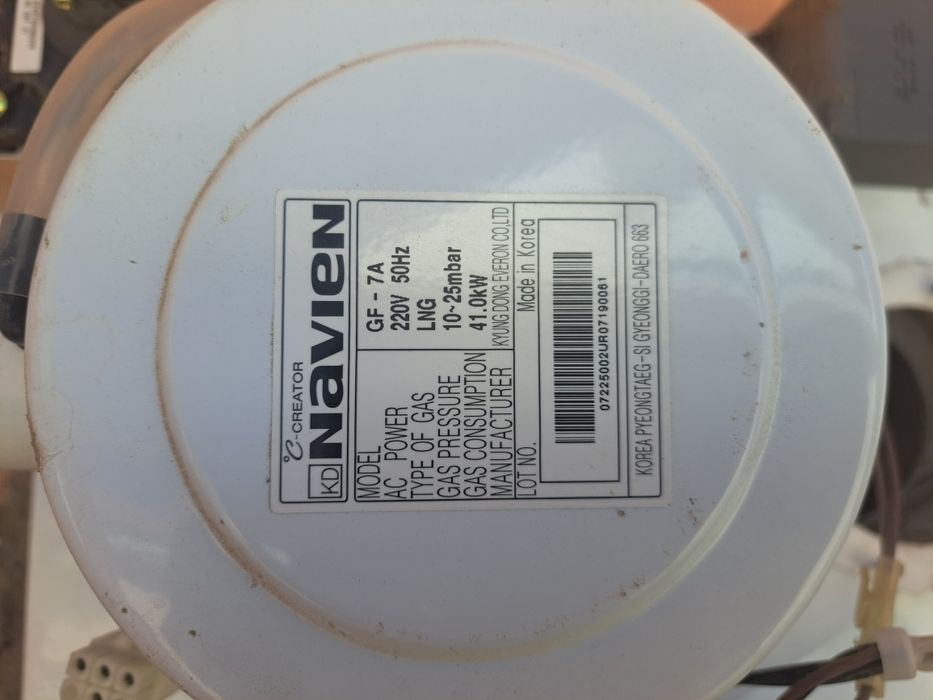 °C-CREATOR
KD NAVIEN
MODEL GF - 7A
AC POWER 220V 50Hz
TYPE OF GAS LNG
GAS PRESSURE 10~25mbar
GAS CONSUMPTION 41.0kW
MANUFACTURER KYUNG DONG EVERON CO,LTD
LOT NO. Made in Korea
07225002UR07190061
KOREA PYEONGTAEG-SI GYEONGGI-DAERO 663